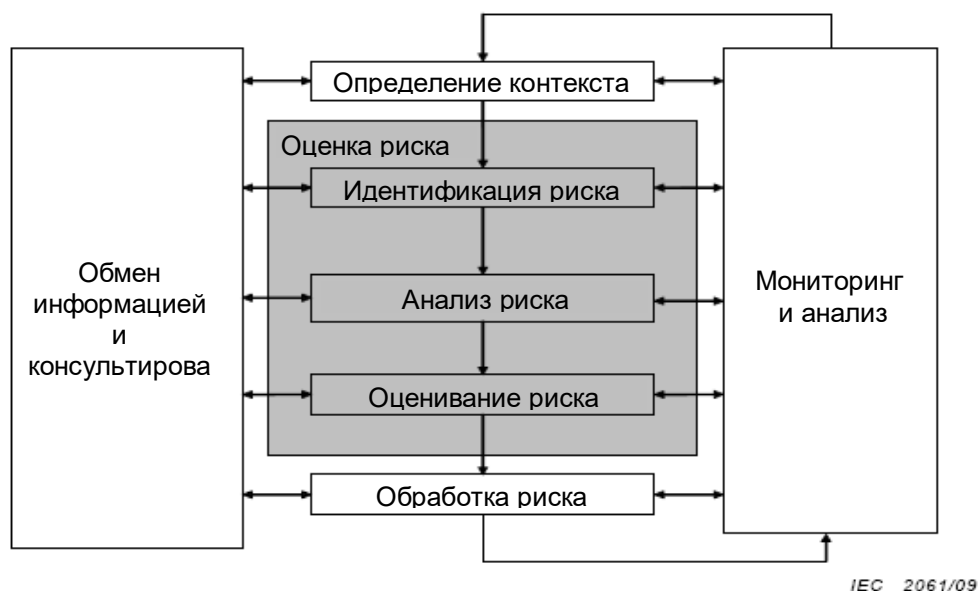 Определение контекста
Оценка риска
Идентификация риска
Обмен
информацией
и
консультирова
Анализ риска
Мониторинг
и анализ
Оценивание риска
Обработка риска
IEC 2061/09